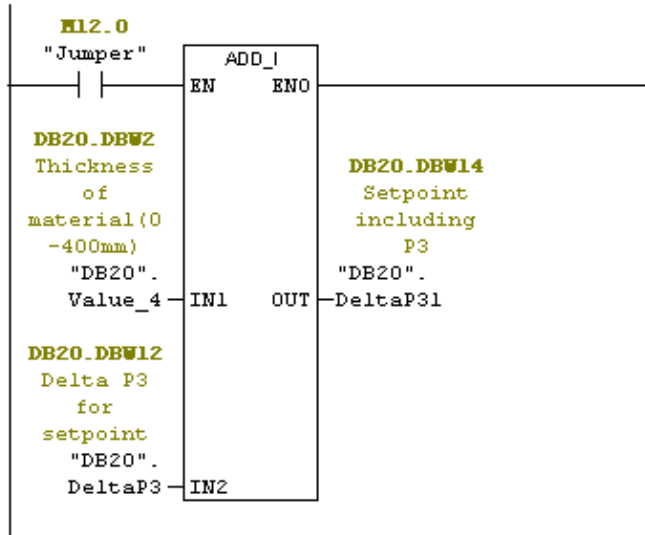 M12.0
"Jumper"
ADD_I
EN ENO
DB20.DBW2
Thickness
of
material(0
-400mm)
"DB20".
Value_4
IN1
OUT
DB20.DBW14
Setpoint
including
P3
"DB20".
DeltaP31
DB20.DBW12
Delta P3
for
setpoint
"DB20".
DeltaP3
IN2